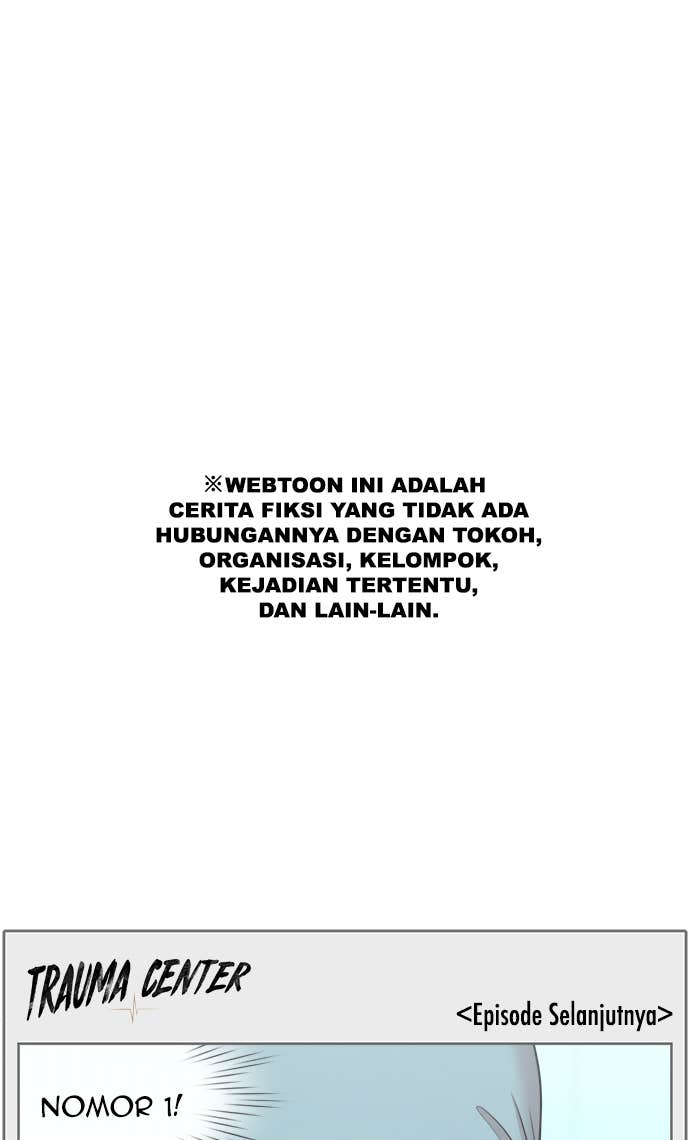 ※WEBTOON INI ADALAH
CERITA FIKSI YANG TIDAK ADA
HUBUNGANNYA DENGAN TOKOH,
ORGANISASI, KELOMPOK,
KEJADIAN TERTENTU,
DAN LAIN-LAIN.
TRAUMA CENTER
<Episode Selanjutnya>
NOMOR 1!